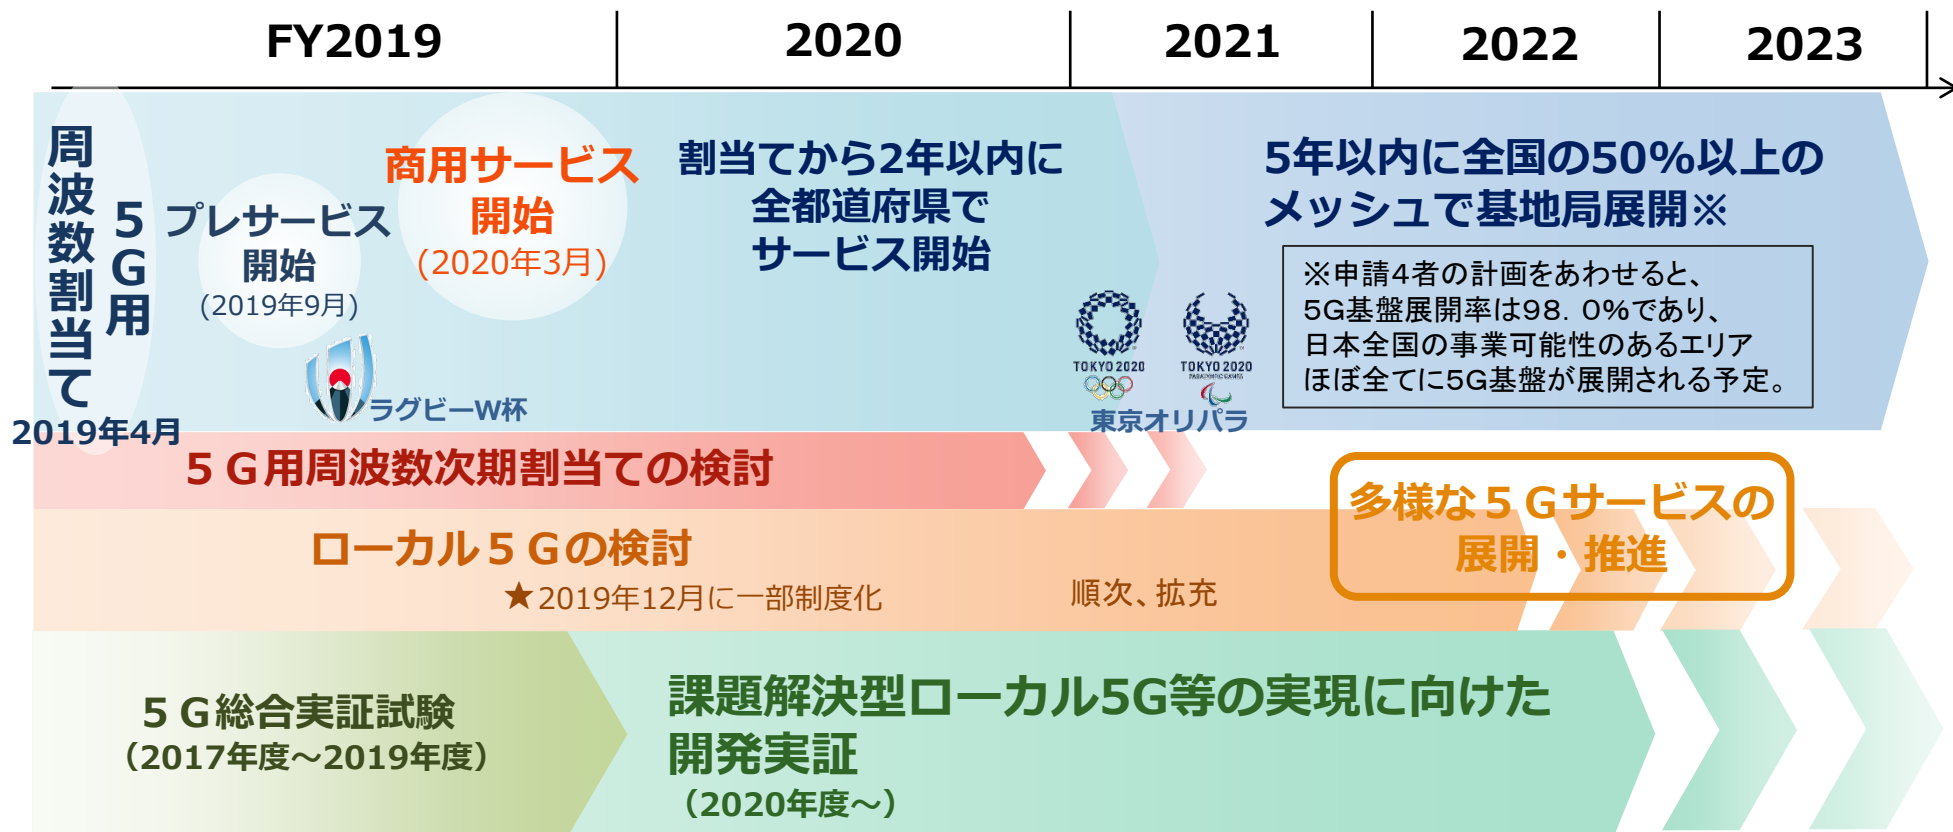 FY2019
2020
2021
2022
2023
5G用
周波数割当て
2019年4月
プレサービス
開始
(2019年9月)
ラグビーW杯
商用サービス
開始
(2020年3月)
割当てから2年以内に
全都道府県で
サービス開始
TOKYO 2020
TOKYO 2020
PARALYMPIC GAMES
東京オリパラ
5年以内に全国の50%以上の
メッシュで基地局展開※
※申請４者の計画をあわせると、
５G基盤展開率は９８．０%であり、
日本全国の事業可能性のあるエリア
ほぼ全てに５G基盤が展開される予定。
５Ｇ用周波数次期割当ての検討
ローカル５Ｇの検討
★2019年12月に一部制度化
順次、拡充
多様な５Ｇサービスの
展開・推進
５Ｇ総合実証試験
（2017年度～2019年度）
課題解決型ローカル5G等の実現に向けた
開発実証
（2020年度～）